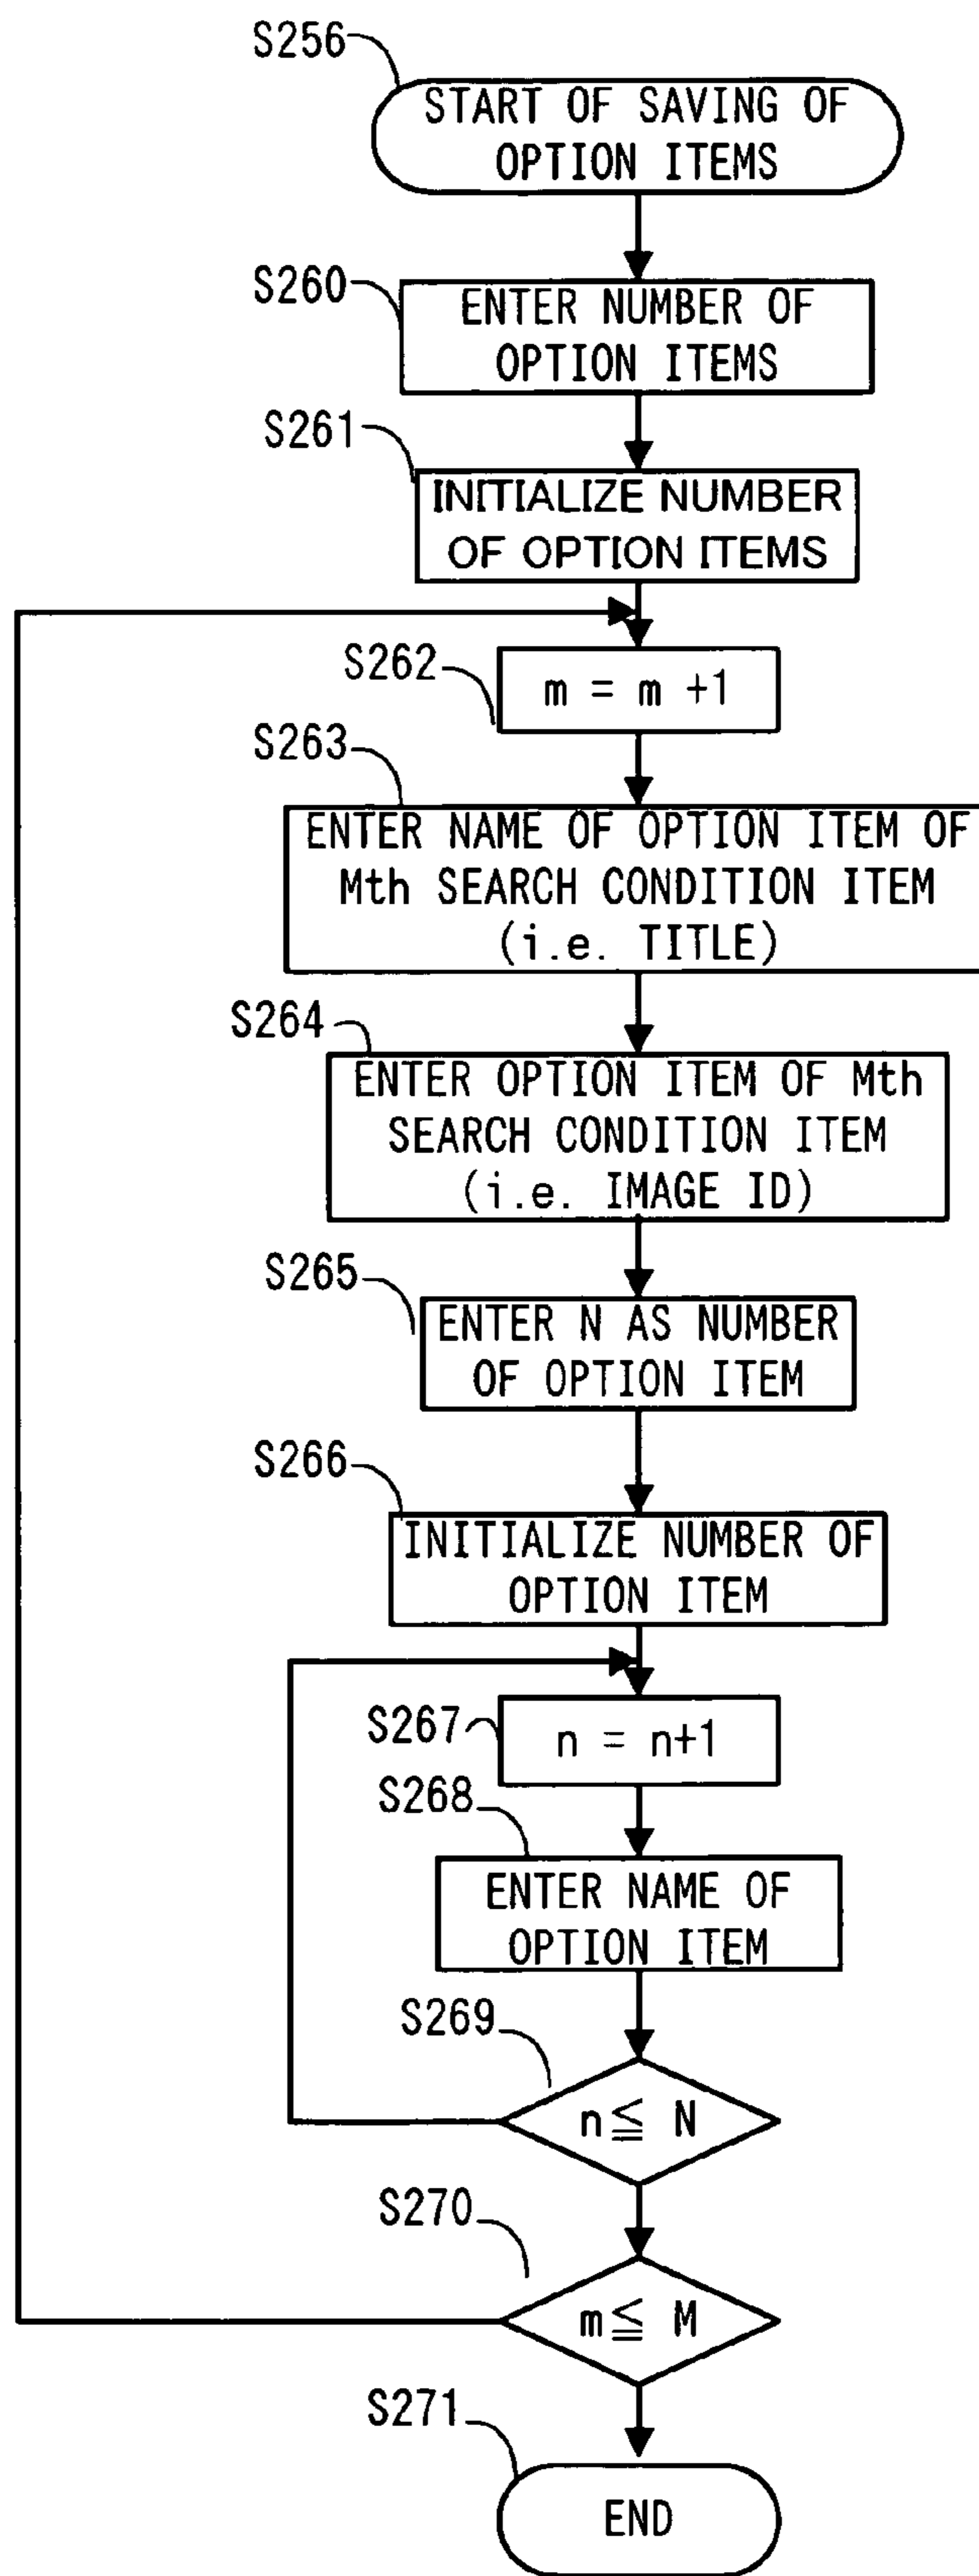 S256
START OF SAVING OF
OPTION ITEMS
S260
ENTER NUMBER OF
OPTION ITEMS
S261
INITIALIZE NUMBER
OF OPTION ITEMS
S262
m = m +1
S263
ENTER NAME OF OPTION ITEM OF
Mth SEARCH CONDITION ITEM
(i.e. TITLE)
S264
ENTER OPTION ITEM OF Mth
SEARCH CONDITION ITEM
(i.e. IMAGE ID)
S265
ENTER N AS NUMBER
OF OPTION ITEM
S266
INITIALIZE NUMBER OF
OPTION ITEM
S267
n = n+1
S268
ENTER NAME OF
OPTION ITEM
S269
n≦ N
S270
m≦ M
S271
END